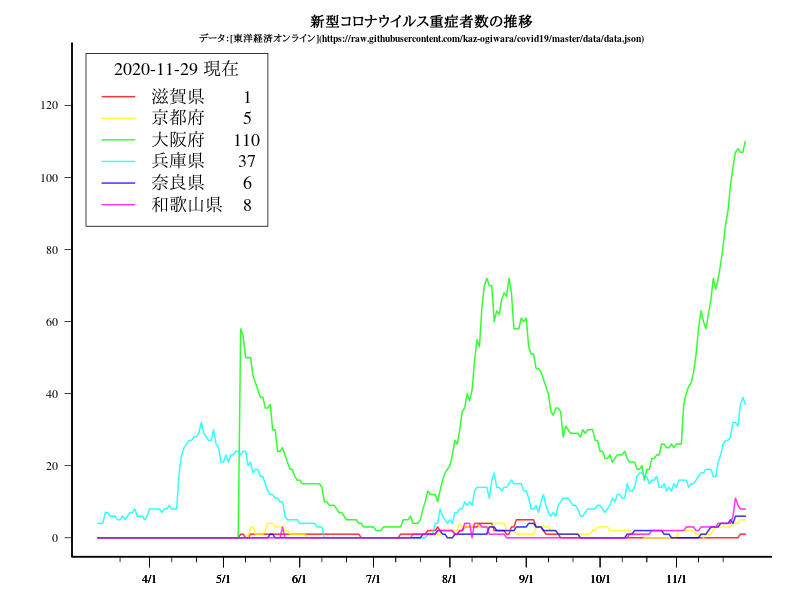 新型コロナウイルス重症者数の推移
データ：[東洋経済オンライン](https://raw.githubusercontent.com/kaz-ogiwara/covid19/master/data/data.json)
2020-11-29 現在
滋賀県 1
京都府 5
大阪府 110
兵庫県 37
奈良県 6
和歌山県 8
120
100
80
60
40
20
0
4/1 5/1 6/1 7/1 8/1 9/1 10/1 11/1